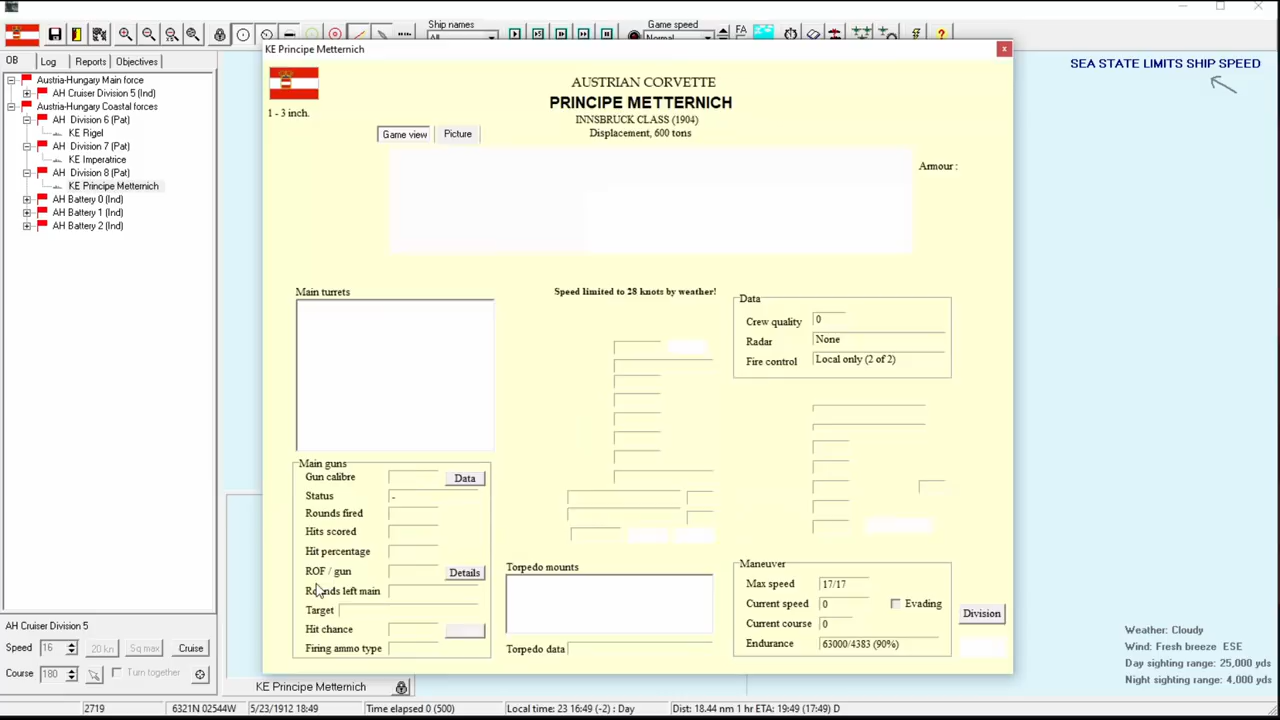 KE Principe Metternich
Ship names
All
Game speed
Normal
FA
OB
Log
Reports
Objectives
Austria-Hungary Main force
AH Cruiser Division 5 (Ind)
Austria-Hungary Coastal forces
AH Division 6 (Pat)
KE Rigel
AH Division 7 (Pat)
KE Imperatrice
AH Division 8 (Pat)
KE Principe Metternich
AH Battery 0 (Ind)
AH Battery 1 (Ind)
AH Battery 2 (Ind)
SEA STATE LIMITS SHIP SPEED
AUSTRIAN CORVETTE
PRINCIPE METTERNICH
INNSBRUCK CLASS (1904)
Displacement, 600 tons
1 - 3 inch.
Game view
Picture
Armour :
Main turrets
Speed limited to 28 knots by weather!
Data
Crew quality 0
Radar None
Fire control Local only (2 of 2)
Main guns
Gun calibre Data
Status -
Rounds fired
Hits scored
Hit percentage
ROF / gun Details
Rounds left main
Target
Hit chance
Firing ammo type
Torpedo mounts
Torpedo data
Maneuver
Max speed 17/17
Current speed 0 Evading
Current course 0
Endurance 63000/4383 (90%)
Division
AH Cruiser Division 5
Speed 16 20 kn Sq max Cruise
Course 180 Turn together
KE Principe Metternich
Weather: Cloudy
Wind: Fresh breeze ESE
Day sighting range: 25,000 yds
Night sighting range: 4,000 yds
2719
6321N 02544W
5/23/1912 18:49
Time elapsed 0 (500)
Local time: 23 16:49 (-2) : Day
Dist: 18.44 nm 1 hr ETA: 19:49 (17:49) D